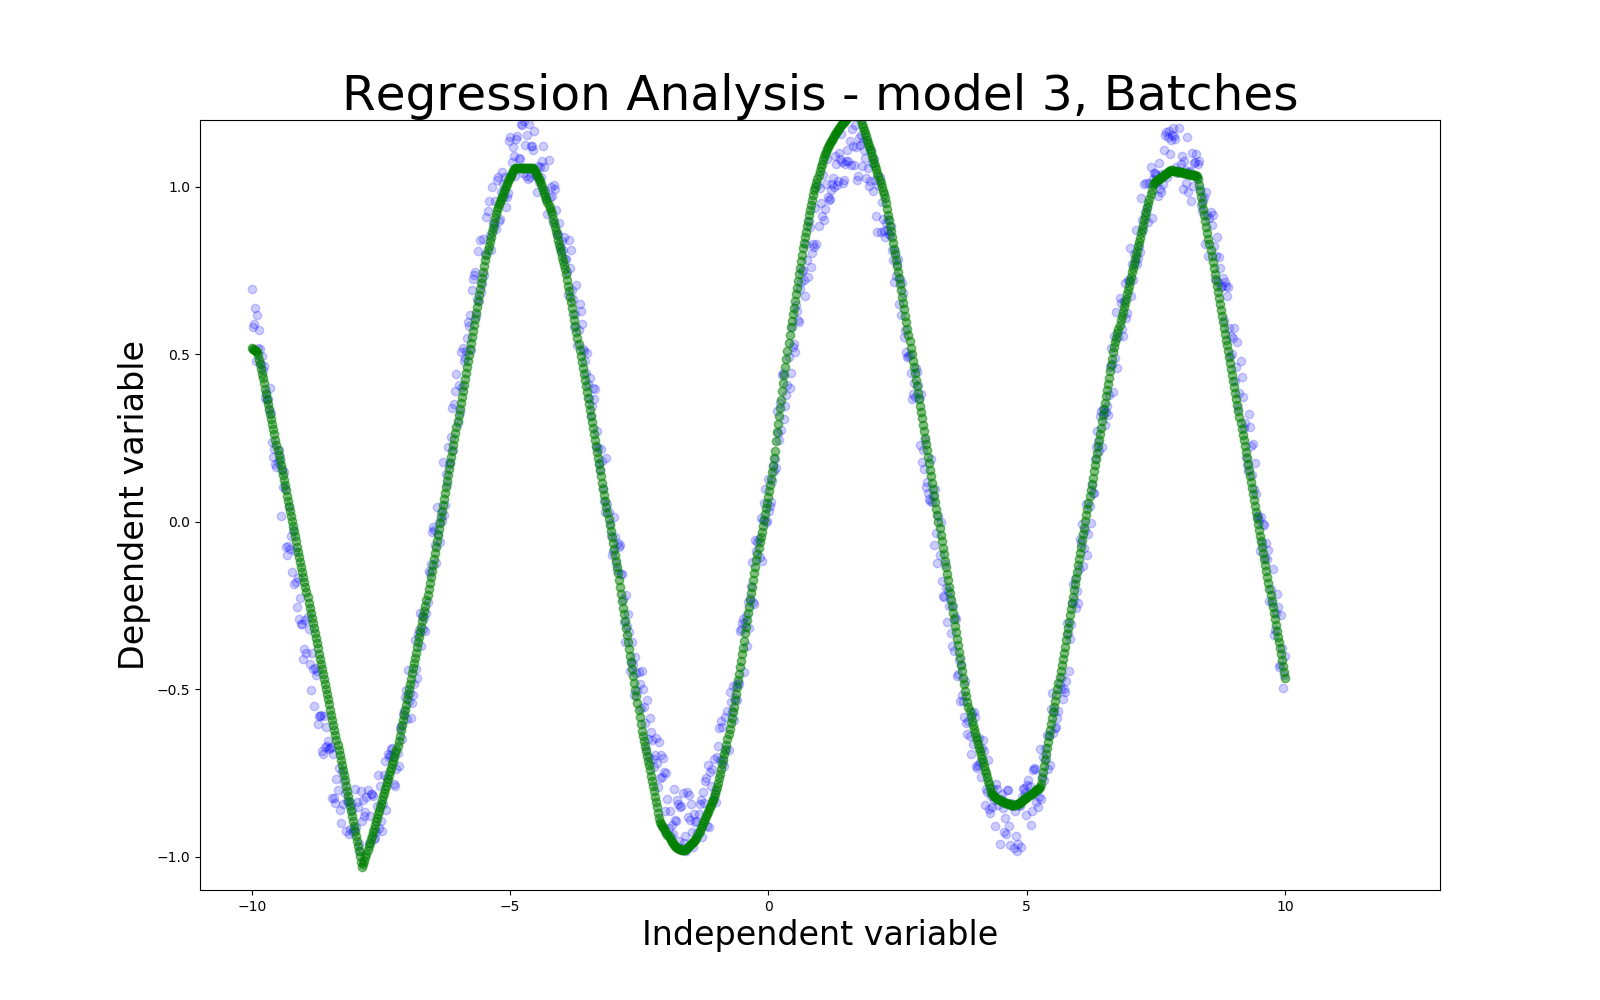 Regression Analysis - model 3, Batches
Dependent variable
1.0
0.5
0.0
−0.5
−1.0
−10 −5 0 5 10
Independent variable